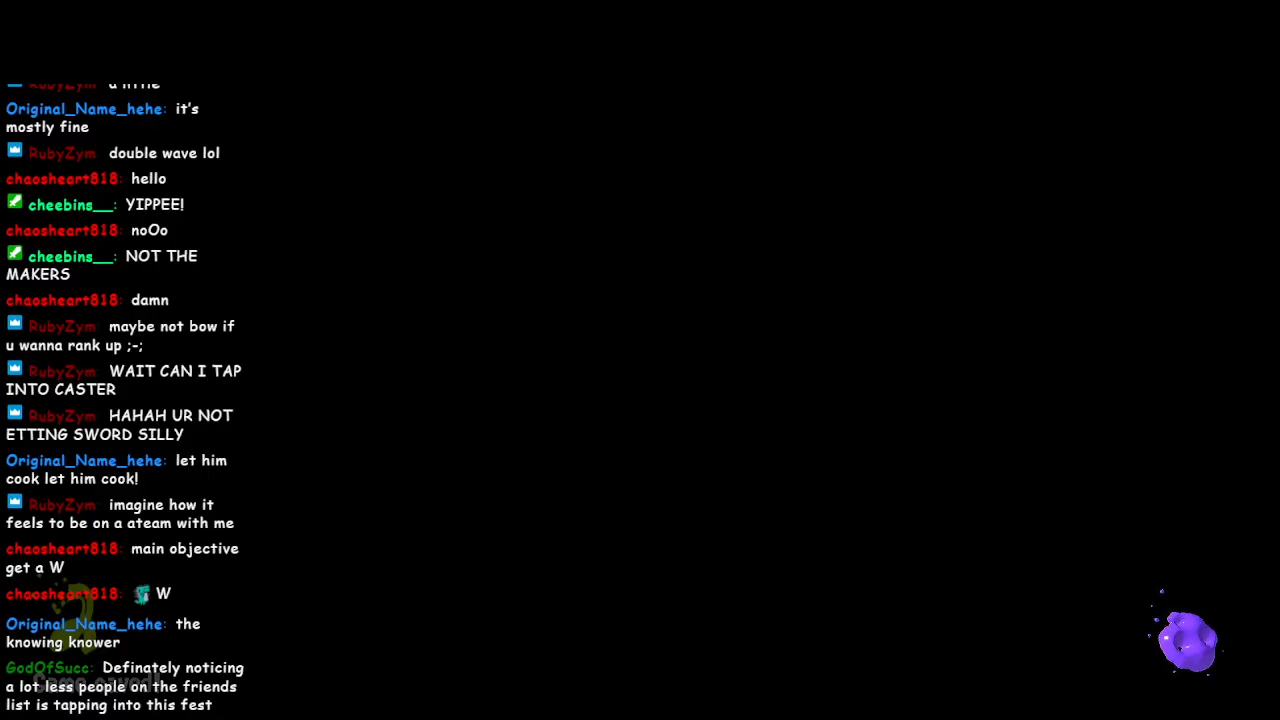 RubyZym a little
Original_Name_hehe: it's
mostly fine
RubyZym double wave lol
chaosheart818: hello
cheebins__: YIPPEE!
chaosheart818: noOo
cheebins__: NOT THE
MAKERS
chaosheart818: damn
RubyZym maybe not bow if
u wanna rank up ;-;
RubyZym WAIT CAN I TAP
INTO CASTER
RubyZym HAHAH UR NOT
ETTING SWORD SILLY
Original_Name_hehe: let him
cook let him cook!
RubyZym imagine how it
feels to be on a ateam with me
chaosheart818: main objective
get a W
chaosheart818: W
Original_Name_hehe: the
knowing knower
GodOfSucc: Definately noticing
a lot less people on the friends
list is tapping into this fest
Game saved!